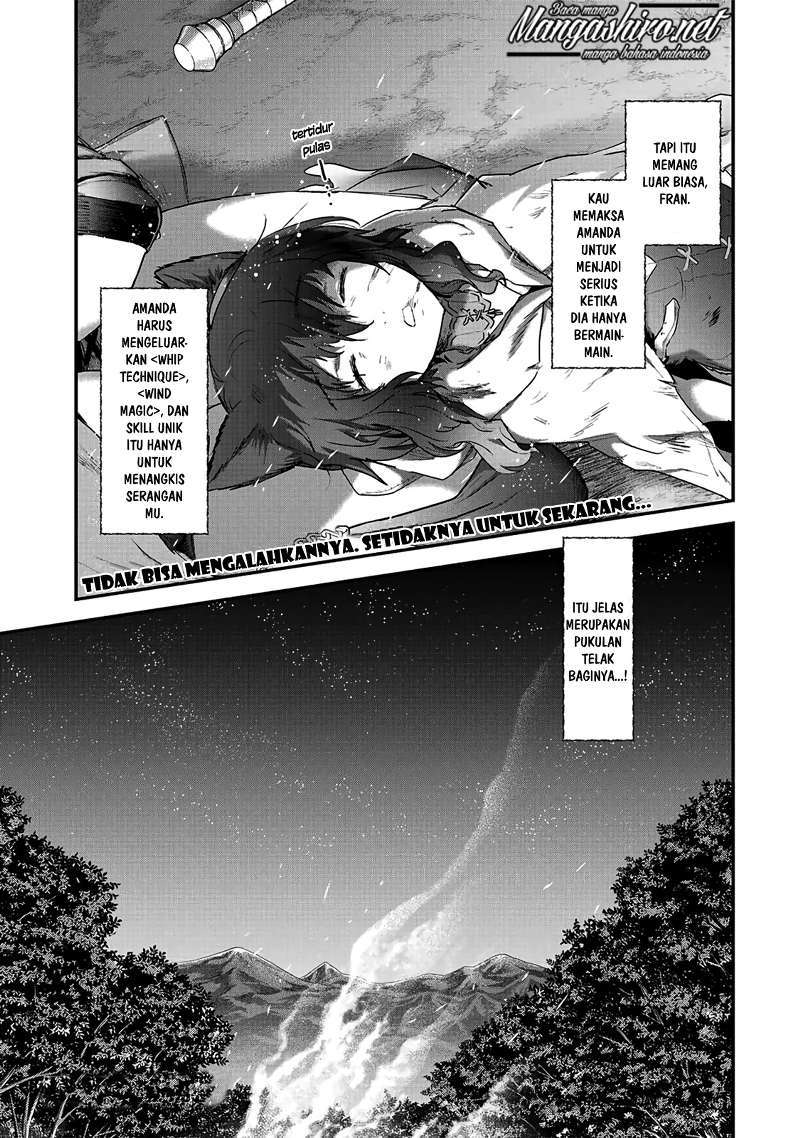 Baca manga
Mangashiro.net
manga bahasa indonesia
TAPI ITU
MEMANG
LUAR BIASA,
FRAN.
KAU
MEMAKSA
AMANDA
UNTUK
MENJADI
SERIUS
KETIKA
DIA HANYA
BERMAIN-
MAIN.
tertidur
pulas
AMANDA
HARUS
MENGELUAR-
KAN <WHIP
TECHNIQUE>,
<WIND
MAGIC>, DAN
SKILL UNIK
ITU HANYA
UNTUK
MENANGKIS
SERANGAN
MU.
TIDAK BISA MENGALAHKANNYA. SETIDAKNYA UNTUK SEKARANG...
ITU JELAS
MERUPAKAN
PUKULAN
TELAK
BAGINYA...!